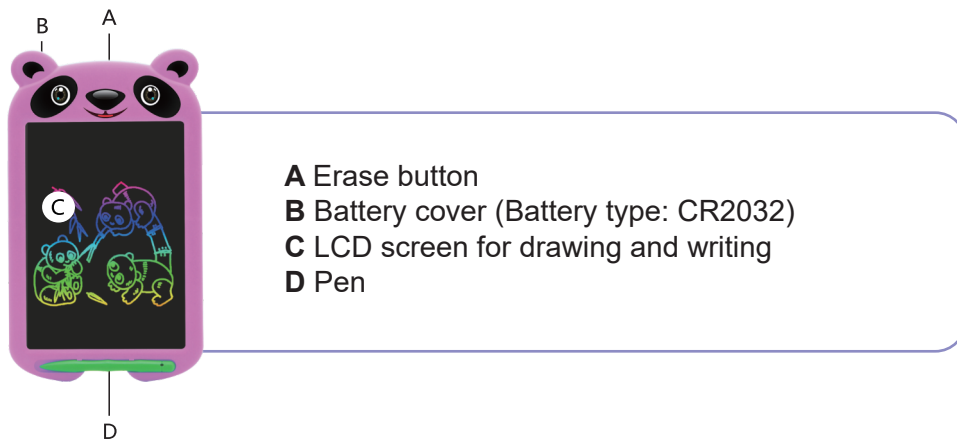 B
A
C
D
A Erase button
B Battery cover (Battery type: CR2032)
C LCD screen for drawing and writing
D Pen